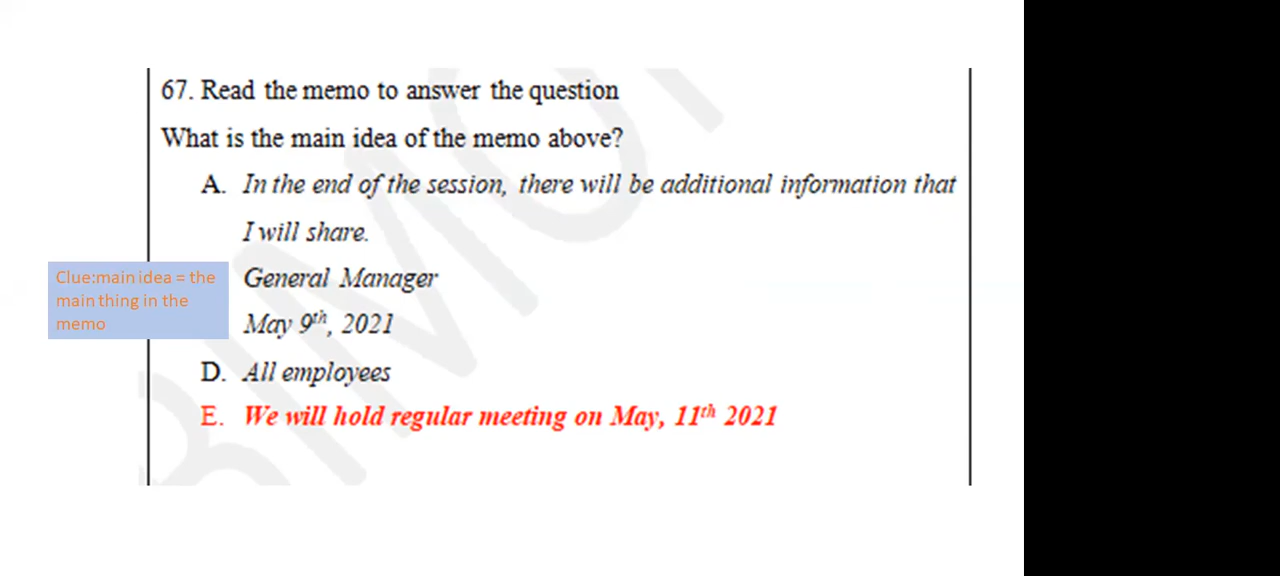 67. Read the memo to answer the question
What is the main idea of the memo above?
A. In the end of the session, there will be additional information that
I will share.
General Manager
May 9th, 2021
D. All employees
E. We will hold regular meeting on May, 11th 2021
Clue:main idea = the
main thing in the
memo